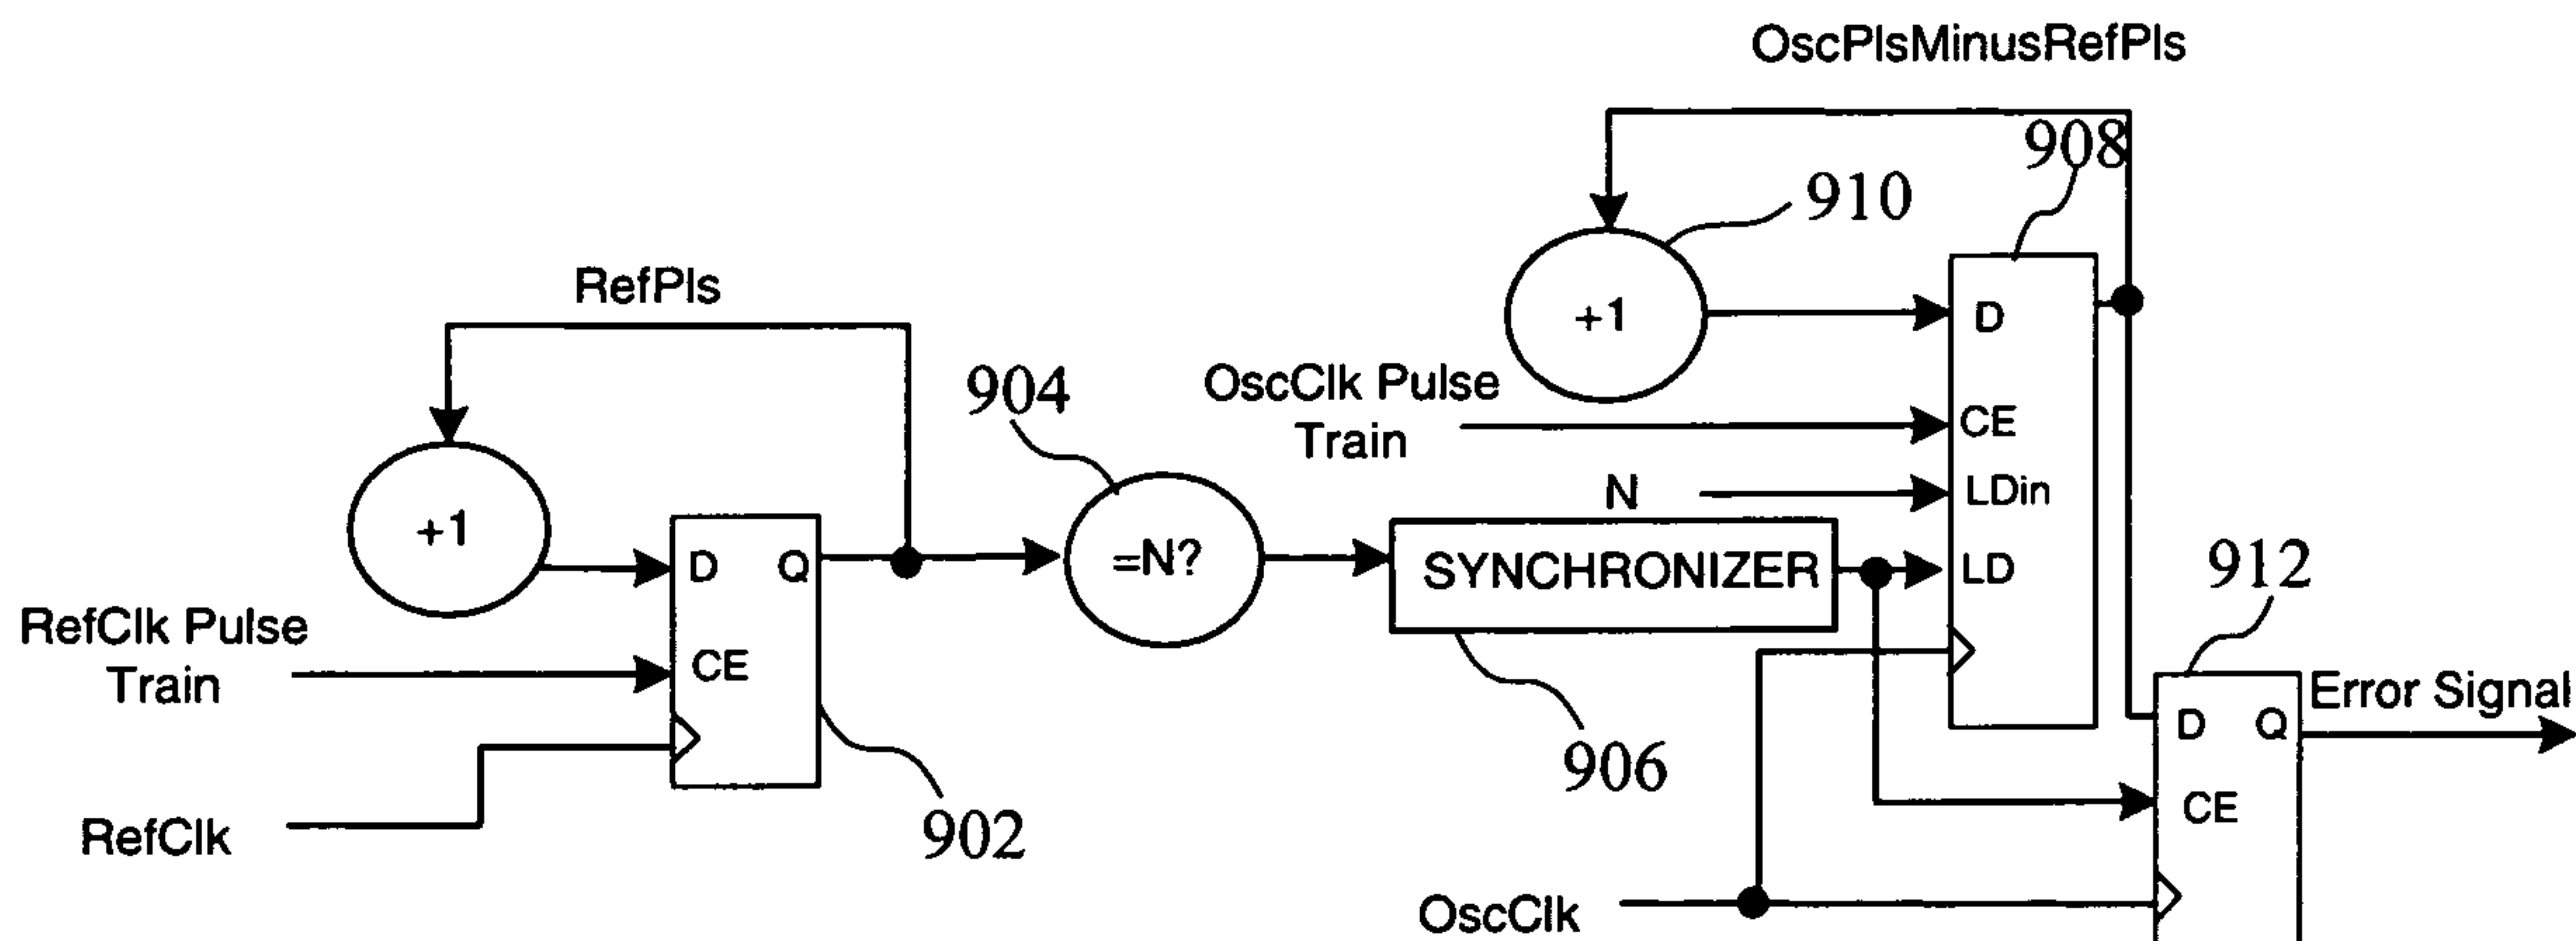 OscPlsMinusRefPls
908
910
+1
D
RefPls
904
OscClk Pulse
Train
CE
N
LDin
+1
D Q
=N?
SYNCHRONIZER
LD
912
RefClk Pulse
Train
CE
906
D Q
Error Signal
CE
RefClk
902
OscClk